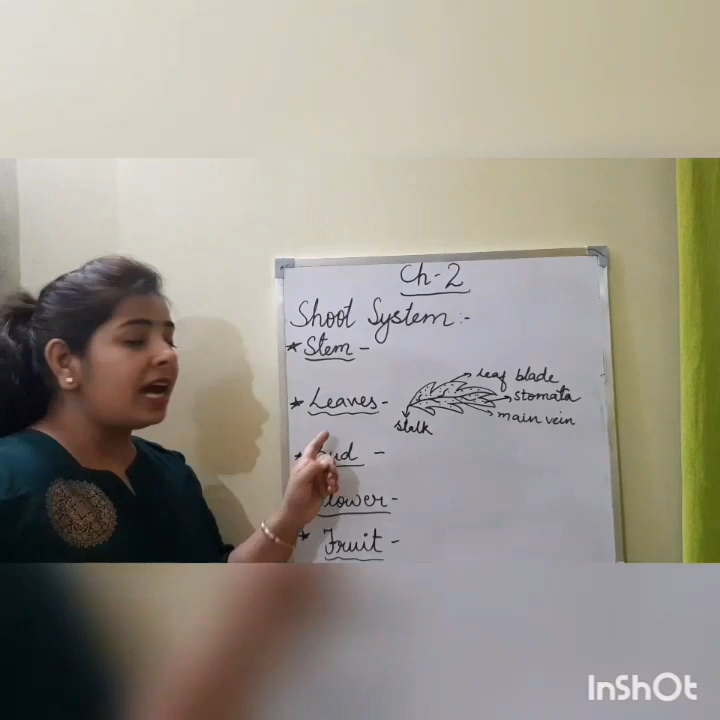 Ch-2
Shoot System:-
* Stem -
* Leaves -
leaf blade
stomata
main vein
stalk
* -
-
* Fruit -
InShOt